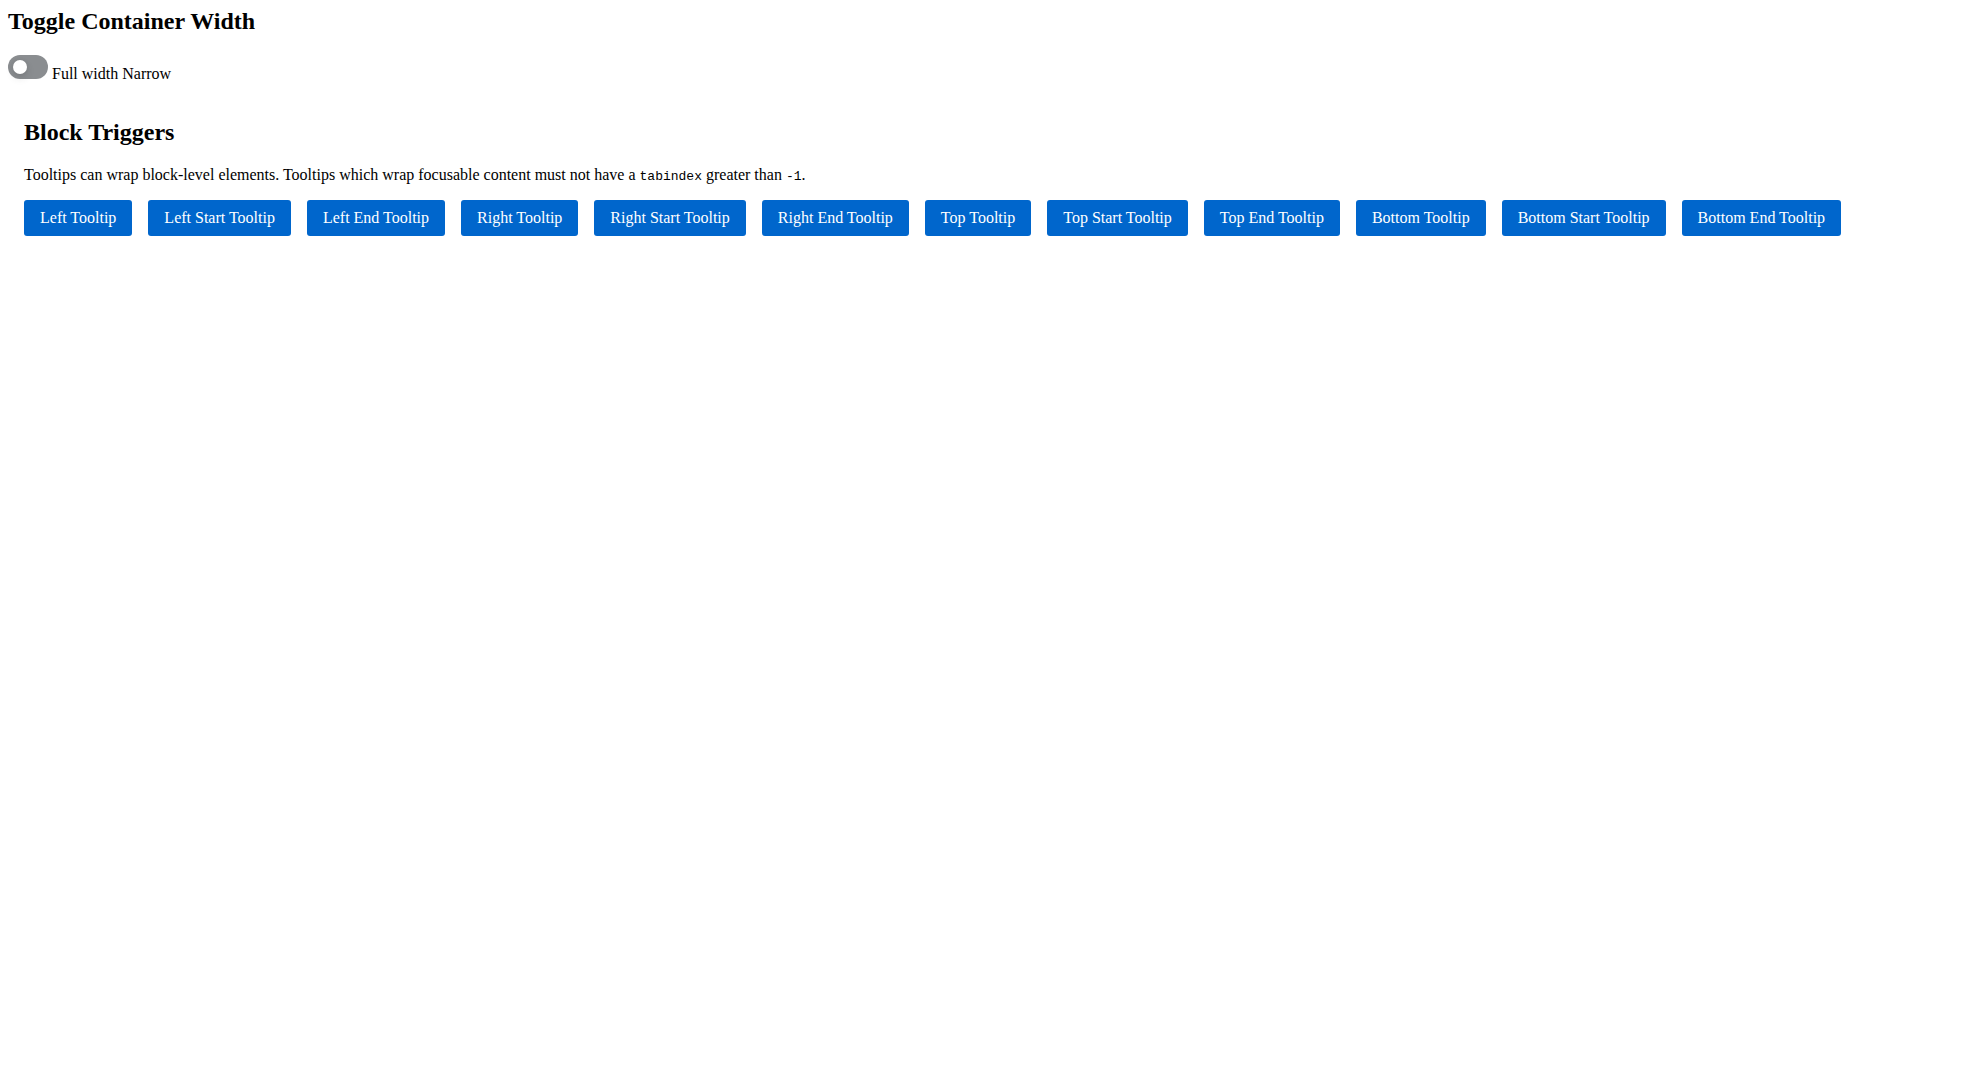 Toggle Container Width
Full width Narrow
Block Triggers
Tooltips can wrap block-level elements. Tooltips which wrap focusable content must not have a tabindex greater than -1.
Left Tooltip Left Start Tooltip Left End Tooltip Right Tooltip Right Start Tooltip Right End Tooltip Top Tooltip Top Start Tooltip Top End Tooltip Bottom Tooltip Bottom Start Tooltip Bottom End Tooltip